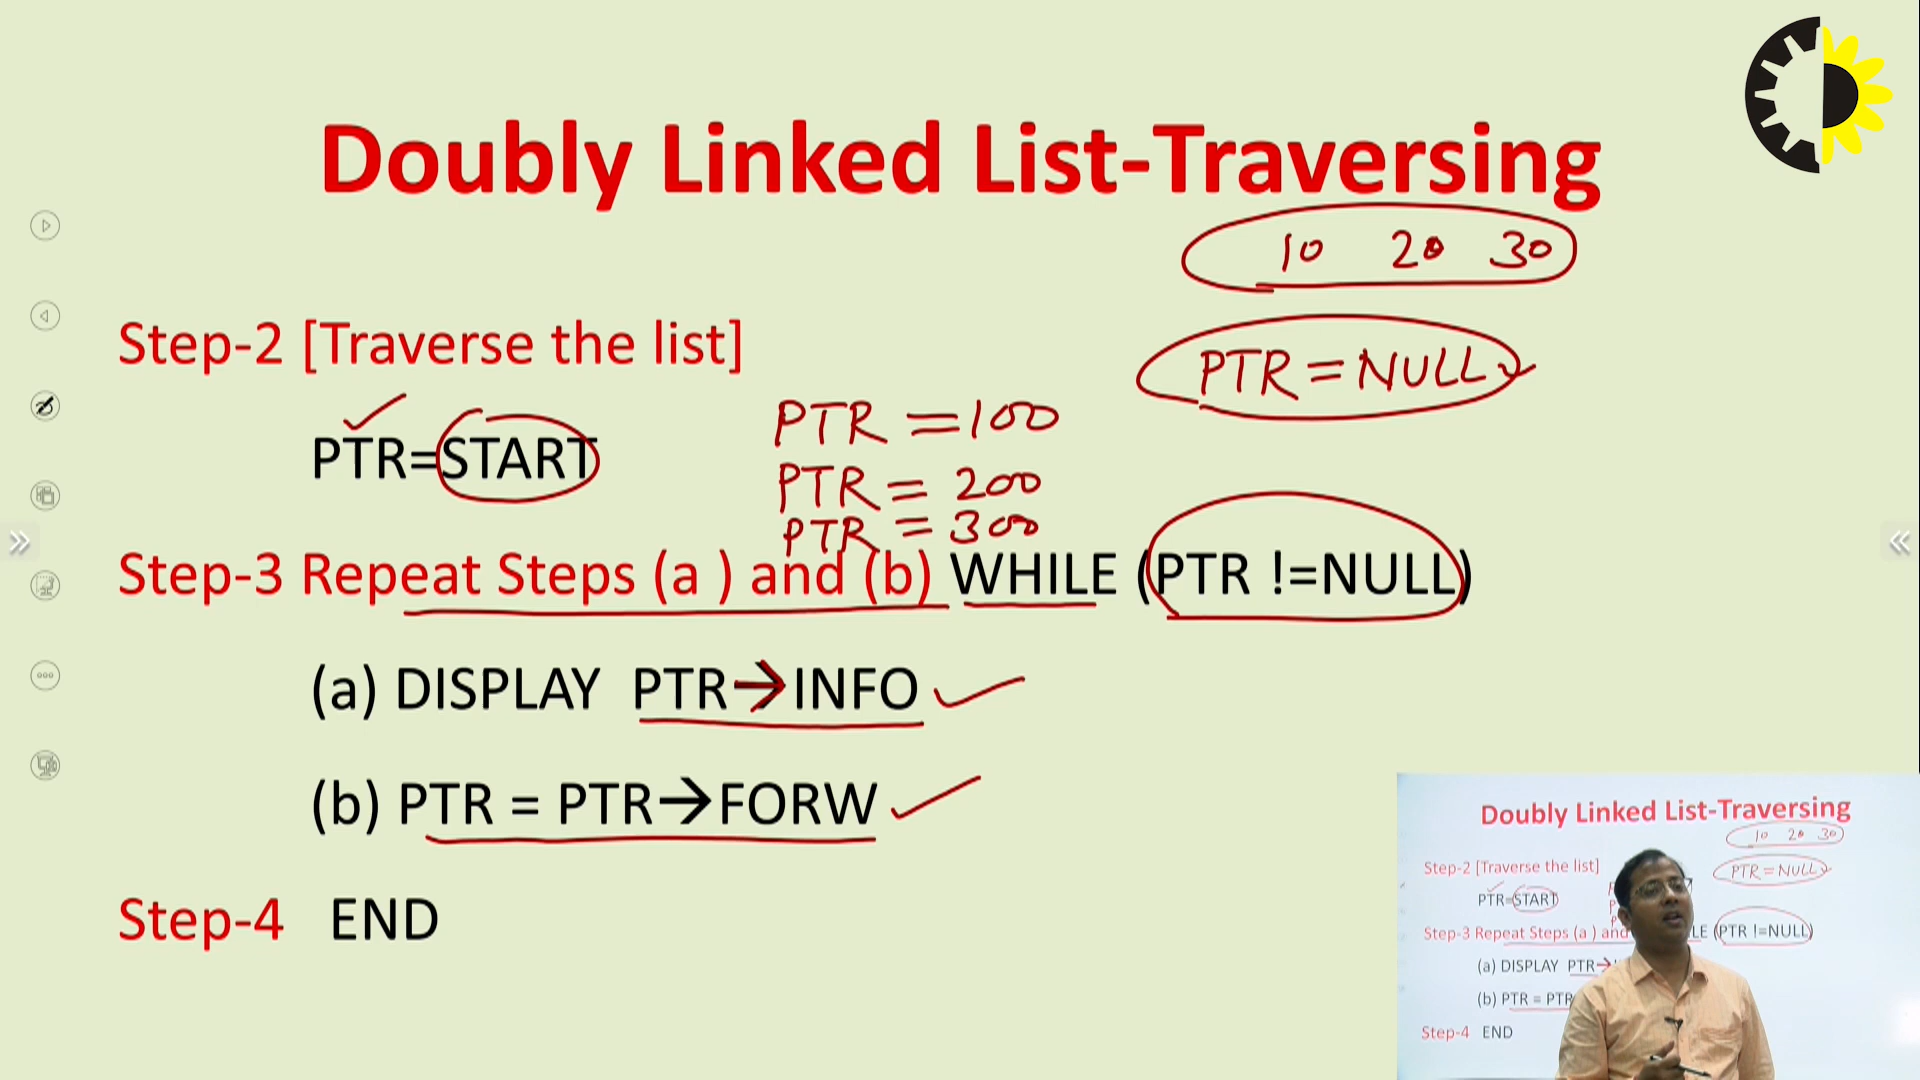 Doubly Linked List-Traversing
10 20 30
Step-2 [Traverse the list]
PTR = NULL
PTR = 100
PTR=START
PTR = 200
PTR = 300
Step-3 Repeat Steps (a ) and (b) WHILE (PTR !=NULL)
(a) DISPLAY PTR→INFO
(b) PTR = PTR→FORW
Step-4 END
Doubly Linked List-Traversing
10 20 30
Step-2 [Traverse the list]
PTR = NULL
PTR=START
Step-3 Repeat Steps (a ) and (PTR !=NULL)
(a) DISPLAY PTR→
(b) PTR = PTR
Step-4 END